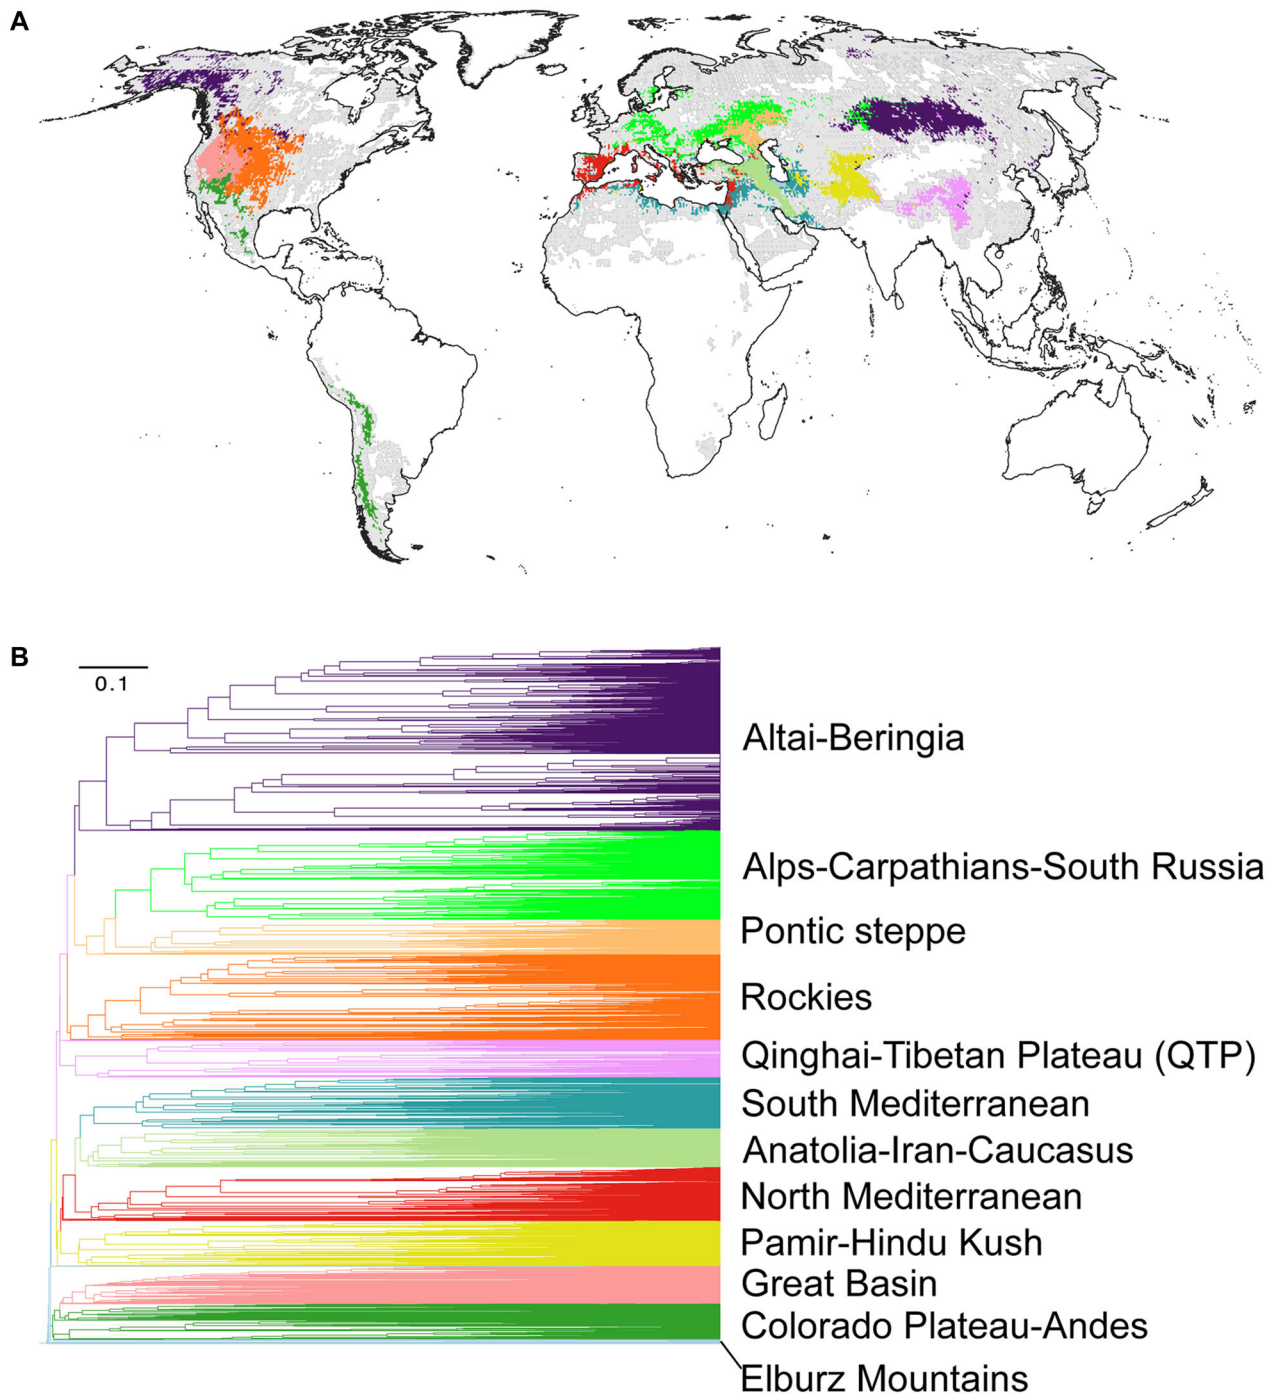 A
B
0.1
Altai-Beringia
Alps-Carpathians-South Russia
Pontic steppe
Rockies
Qinghai-Tibetan Plateau (QTP)
South Mediterranean
Anatolia-Iran-Caucasus
North Mediterranean
Pamir-Hindu Kush
Great Basin
Colorado Plateau-Andes
Elburz Mountains